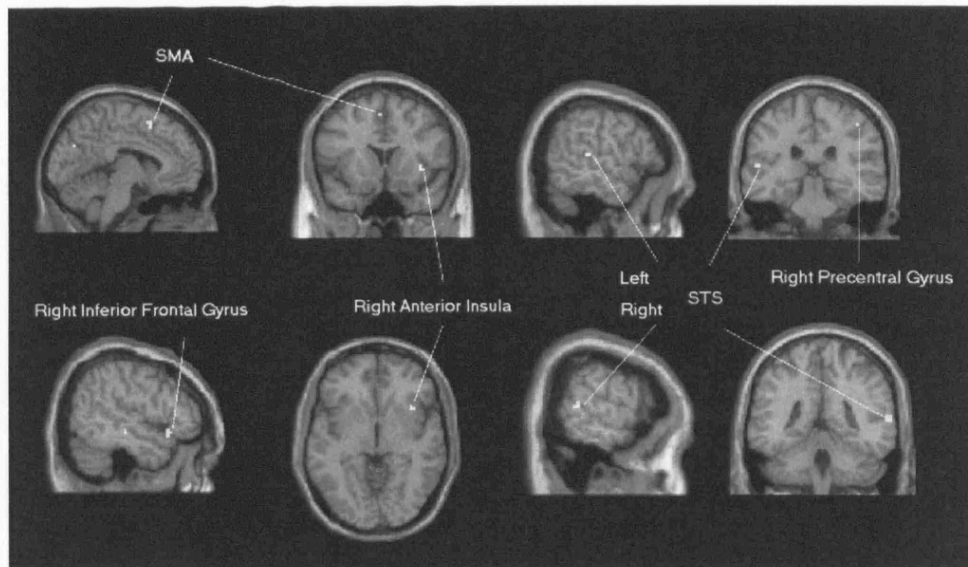 SMA
Left
Right Precentral Gyrus
Right Inferior Frontal Gyrus
Right Anterior Insula
Right
STS